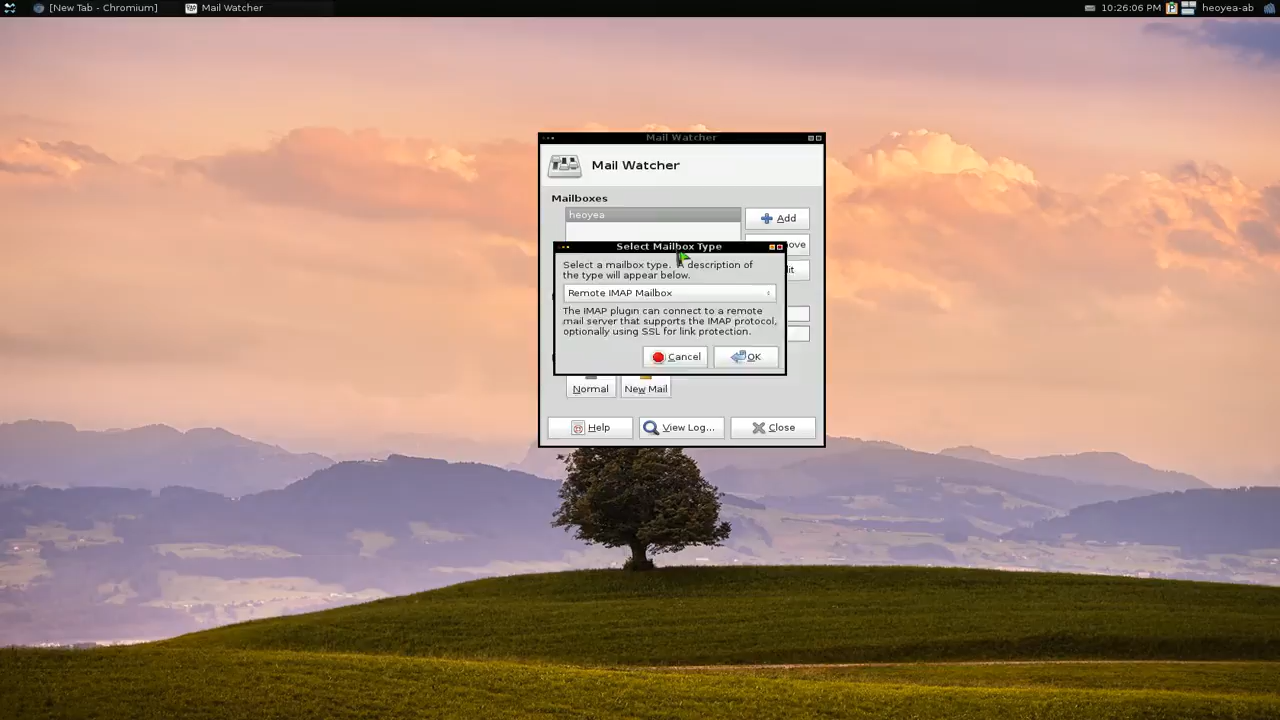 [New Tab - Chromium]
Mail Watcher
10:26:06 PM
heoyea-ab
Mail Watcher
Mail Watcher
Mailboxes
heoyea
Add
ove
Select Mailbox Type
Select a mailbox type. A description of
the type will appear below.
it
Remote IMAP Mailbox
The IMAP plugin can connect to a remote
mail server that supports the IMAP protocol,
optionally using SSL for link protection.
Cancel
OK
Normal
New Mail
Help
View Log...
Close